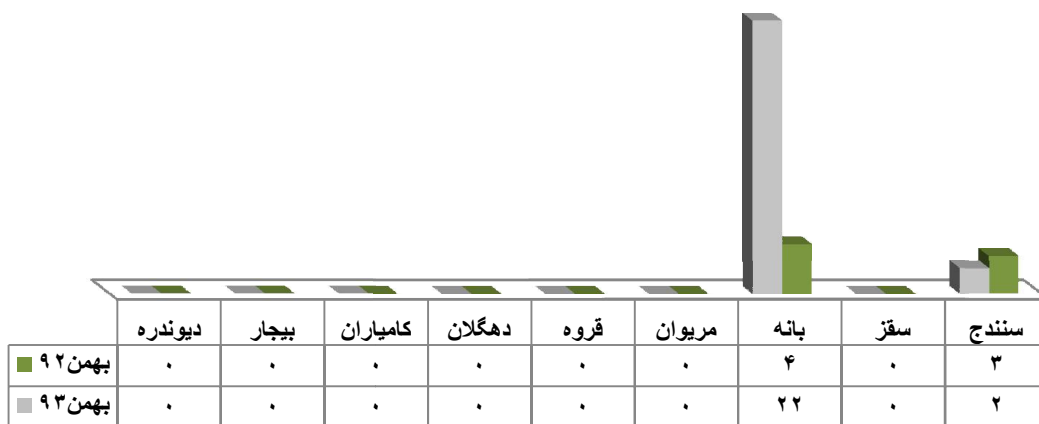 سنندج سقز بانه مریوان قروه دهگلان کامیاران بیجار دیوندره
بهمن۹۲ ۳ ۰ ۴ ۰ ۰ ۰ ۰ ۰ ۰
بهمن۹۳ ۲ ۰ ۲۲ ۰ ۰ ۰ ۰ ۰ ۰